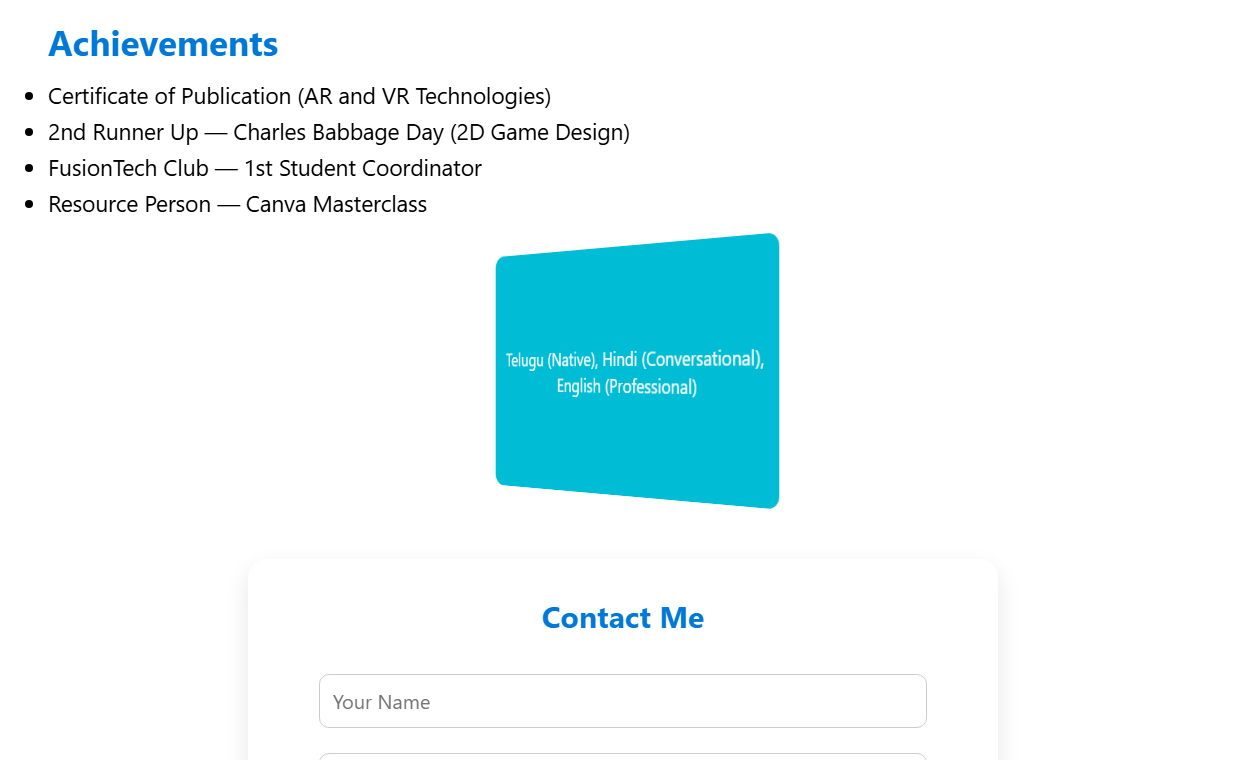 Achievements
Certificate of Publication (AR and VR Technologies)
2nd Runner Up — Charles Babbage Day (2D Game Design)
FusionTech Club — 1st Student Coordinator
Resource Person — Canva Masterclass
Telugu (Native), Hindi (Conversational),
English (Professional)
Contact Me
Your Name